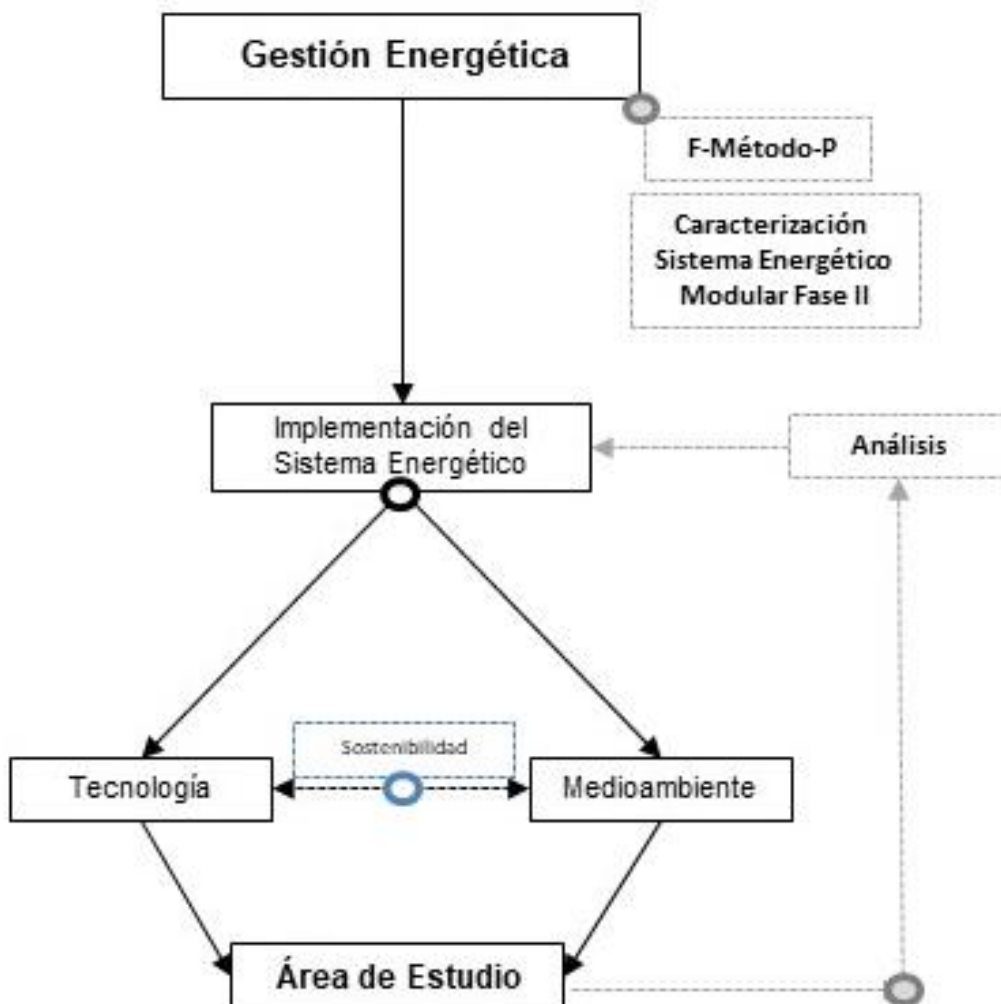 Gestión Energética
F-Método-P
Caracterización
Sistema Energético
Modular Fase II
Implementación del
Sistema Energético
Análisis
Sostenibilidad
Tecnología
Medioambiente
Área de Estudio